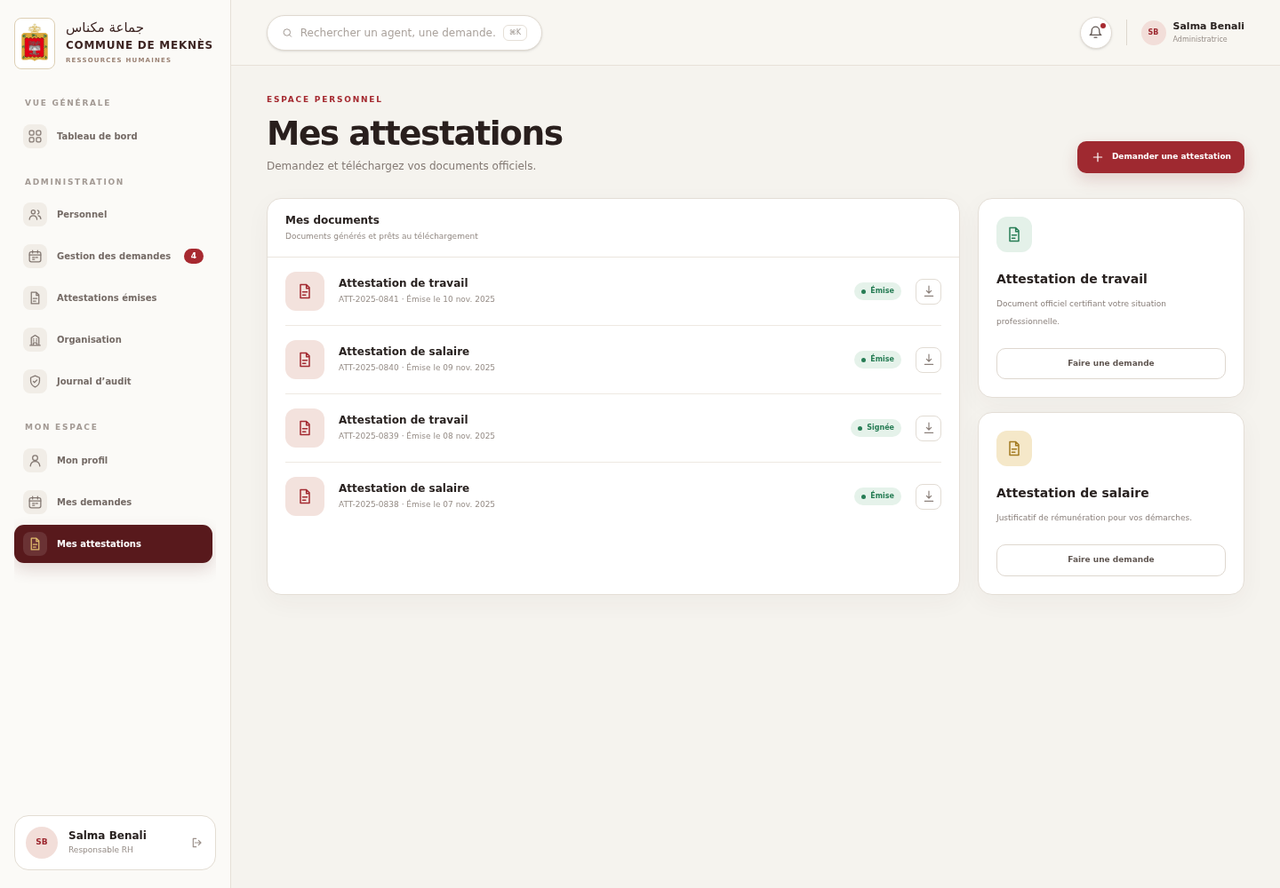 جماعة مكناس
COMMUNE DE MEKNÈS
RESSOURCES HUMAINES
VUE GÉNÉRALE
Tableau de bord
ADMINISTRATION
Personnel
Gestion des demandes 4
Attestations émises
Organisation
Journal d’audit
MON ESPACE
Mon profil
Mes demandes
Mes attestations
SB
Salma Benali
Responsable RH
Rechercher un agent, une demande. ⌘K
SB
Salma Benali
Administratrice
ESPACE PERSONNEL
Mes attestations
Demandez et téléchargez vos documents officiels.
Demander une attestation
Mes documents
Documents générés et prêts au téléchargement
Attestation de travail
ATT-2025-0841 · Émise le 10 nov. 2025
Émise
Attestation de salaire
ATT-2025-0840 · Émise le 09 nov. 2025
Émise
Attestation de travail
ATT-2025-0839 · Émise le 08 nov. 2025
Signée
Attestation de salaire
ATT-2025-0838 · Émise le 07 nov. 2025
Émise
Attestation de travail
Document officiel certifiant votre situation
professionnelle.
Faire une demande
Attestation de salaire
Justificatif de rémunération pour vos démarches.
Faire une demande